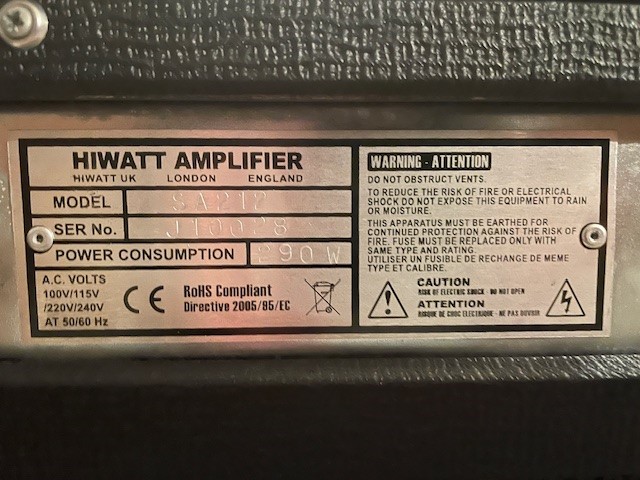 HIWATT AMPLIFIER
HIWATT UK LONDON ENGLAND
MODEL SA212
SER No. J10028
POWER CONSUMPTION 290W
A.C. VOLTS
100V/115V
/220V/240V
AT 50/60 Hz
CE
RoHS Compliant
Directive 2005/95/EC
WARNING - ATTENTION
DO NOT OBSTRUCT VENTS.
TO REDUCE THE RISK OF FIRE OR ELECTRICAL
SHOCK DO NOT EXPOSE THIS EQUIPMENT TO RAIN
OR MOISTURE.
THIS APPARATUS MUST BE EARTHED FOR
CONTINUED PROTECTION AGAINST THE RISK OF
FIRE. FUSE MUST BE REPLACED ONLY WITH
SAME TYPE AND RATING.
UTILISER UN FUSIBLE DE RECHANGE DE MEME
TYPE ET CALIBRE.
CAUTION
RISK OF ELECTRIC SHOCK - DO NOT OPEN
ATTENTION
RISQUE DE CHOC ELECTRIQUE - NE PAS OUVRIR